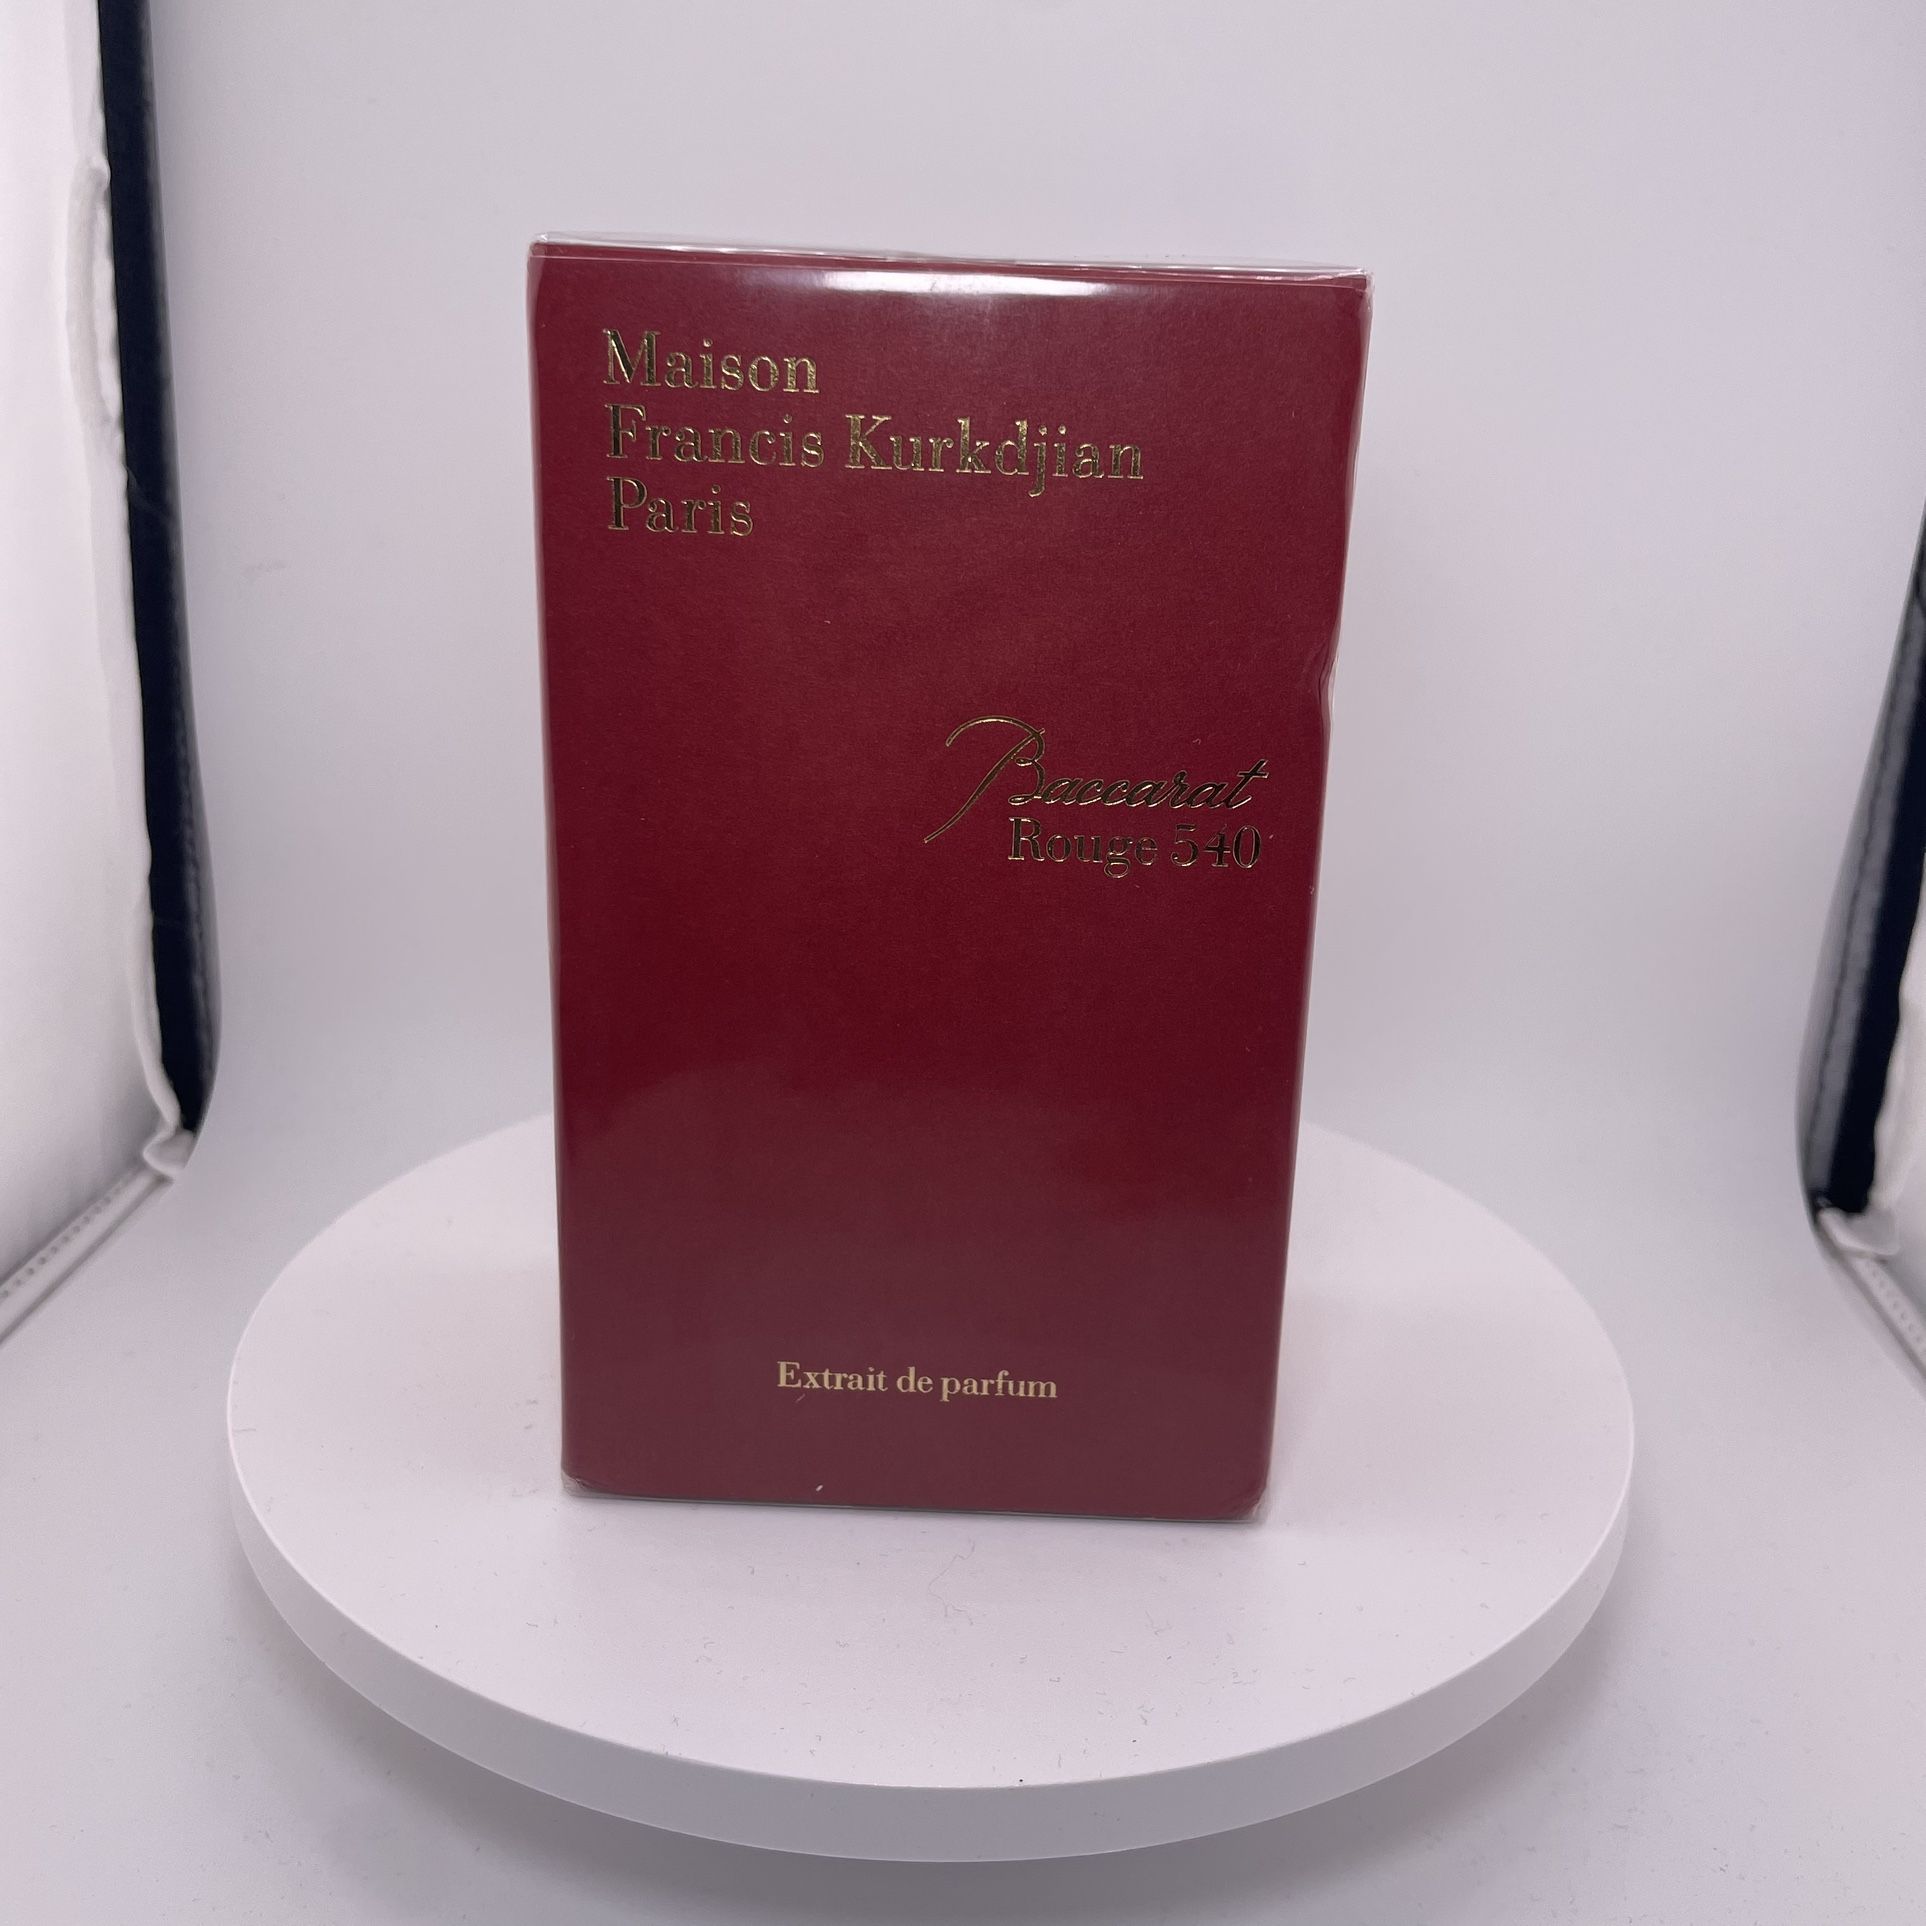 Maison
Francis Kurkdjian
Paris
Baccarat
Rouge 540
Extrait de parfum